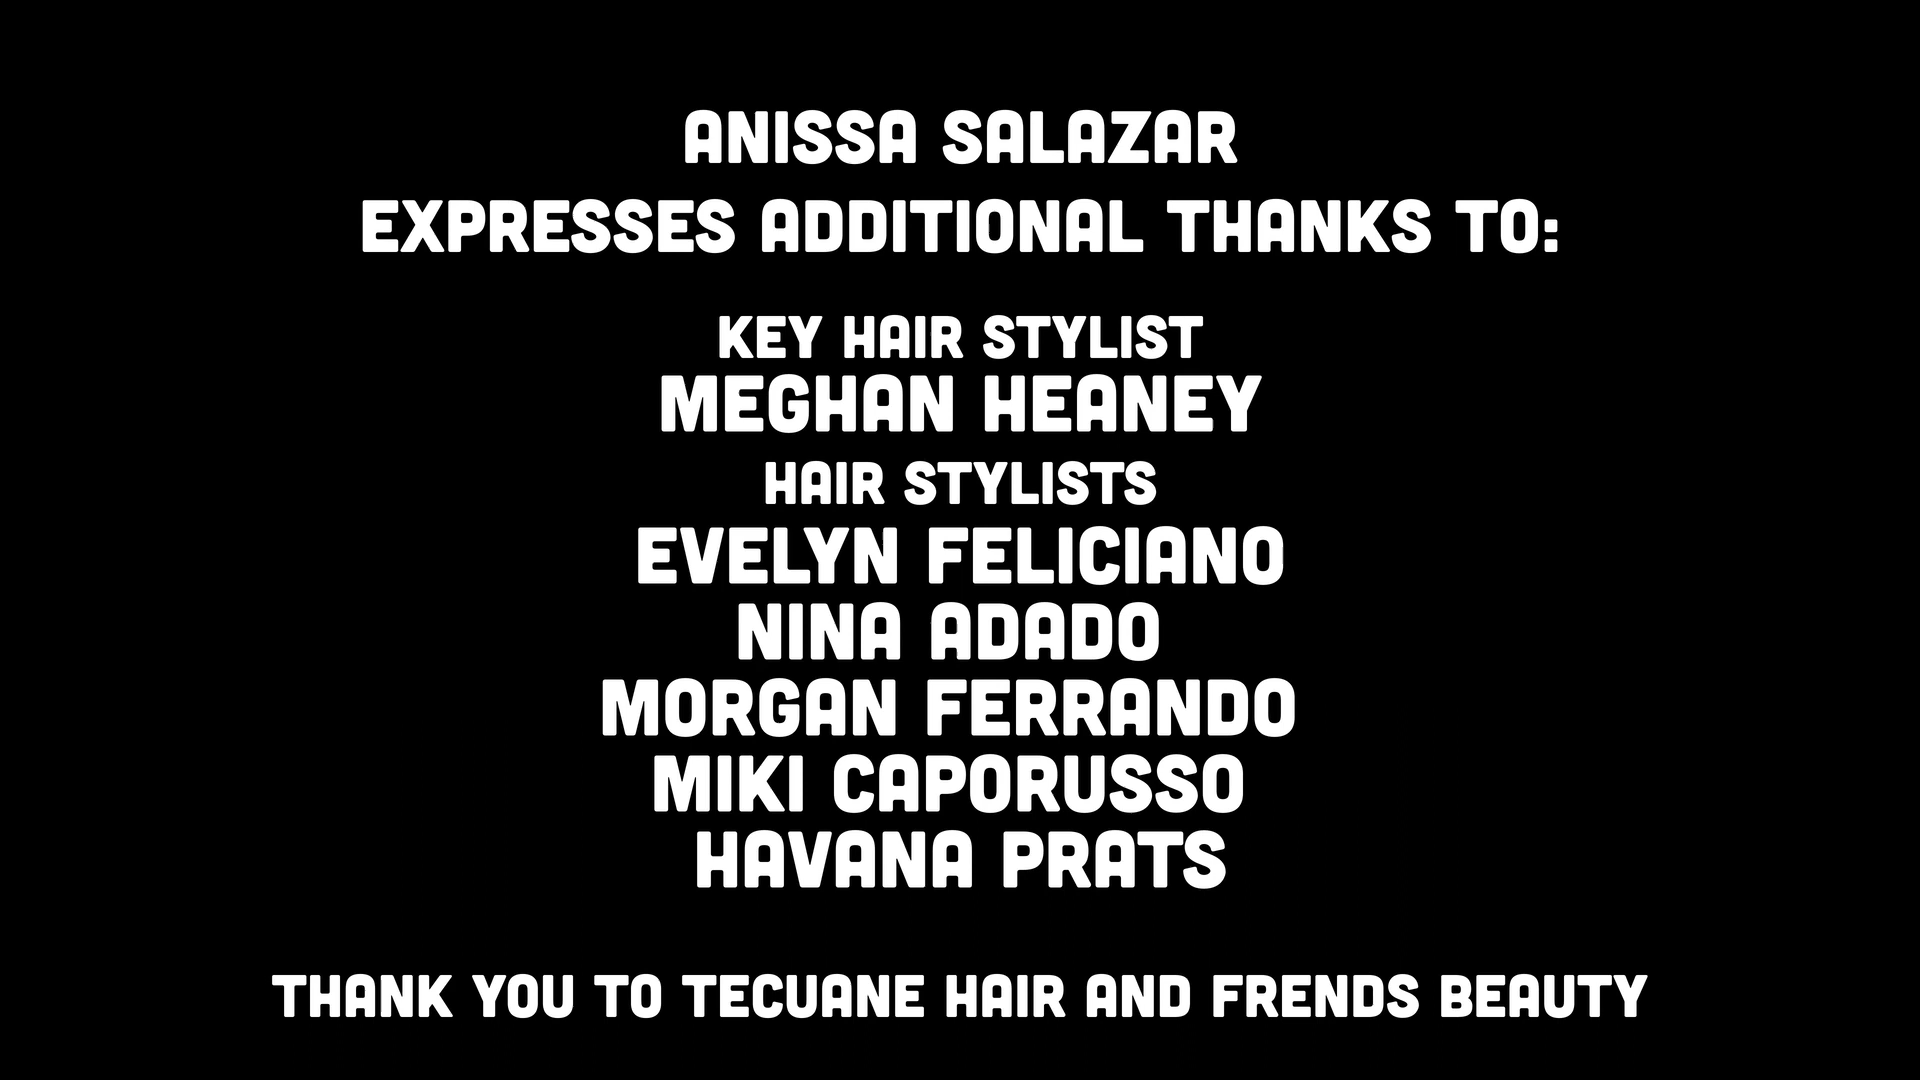 ANISSA SALAZAR
EXPRESSES ADDITIONAL THANKS TO:
KEY HAIR STYLIST
MEGHAN HEANEY
HAIR STYLISTS
EVELYN FELICIANO
NINA ADADO
MORGAN FERRANDO
MIKI CAPORUSSO
HAVANA PRATS
THANK YOU TO TECUANE HAIR AND FRENDS BEAUTY